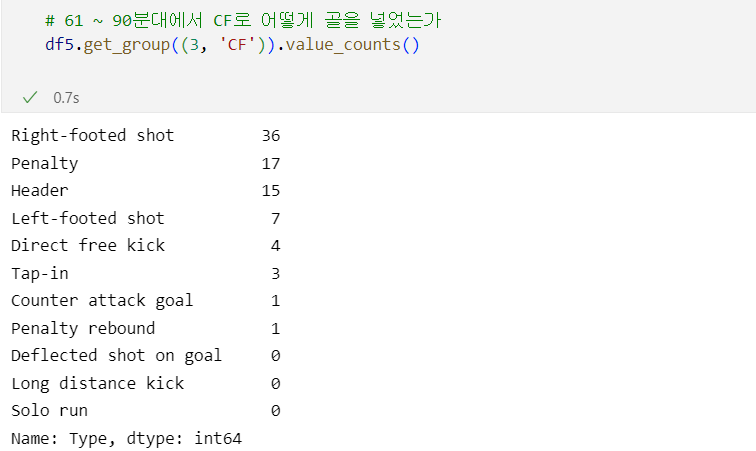 # 61 ~ 90분대에서 CF로 어떻게 골을 넣었는가
df5.get_group((3, 'CF')).value_counts()
0.7s
Right-footed shot 36
Penalty 17
Header 15
Left-footed shot 7
Direct free kick 4
Tap-in 3
Counter attack goal 1
Penalty rebound 1
Deflected shot on goal 0
Long distance kick 0
Solo run 0
Name: Type, dtype: int64